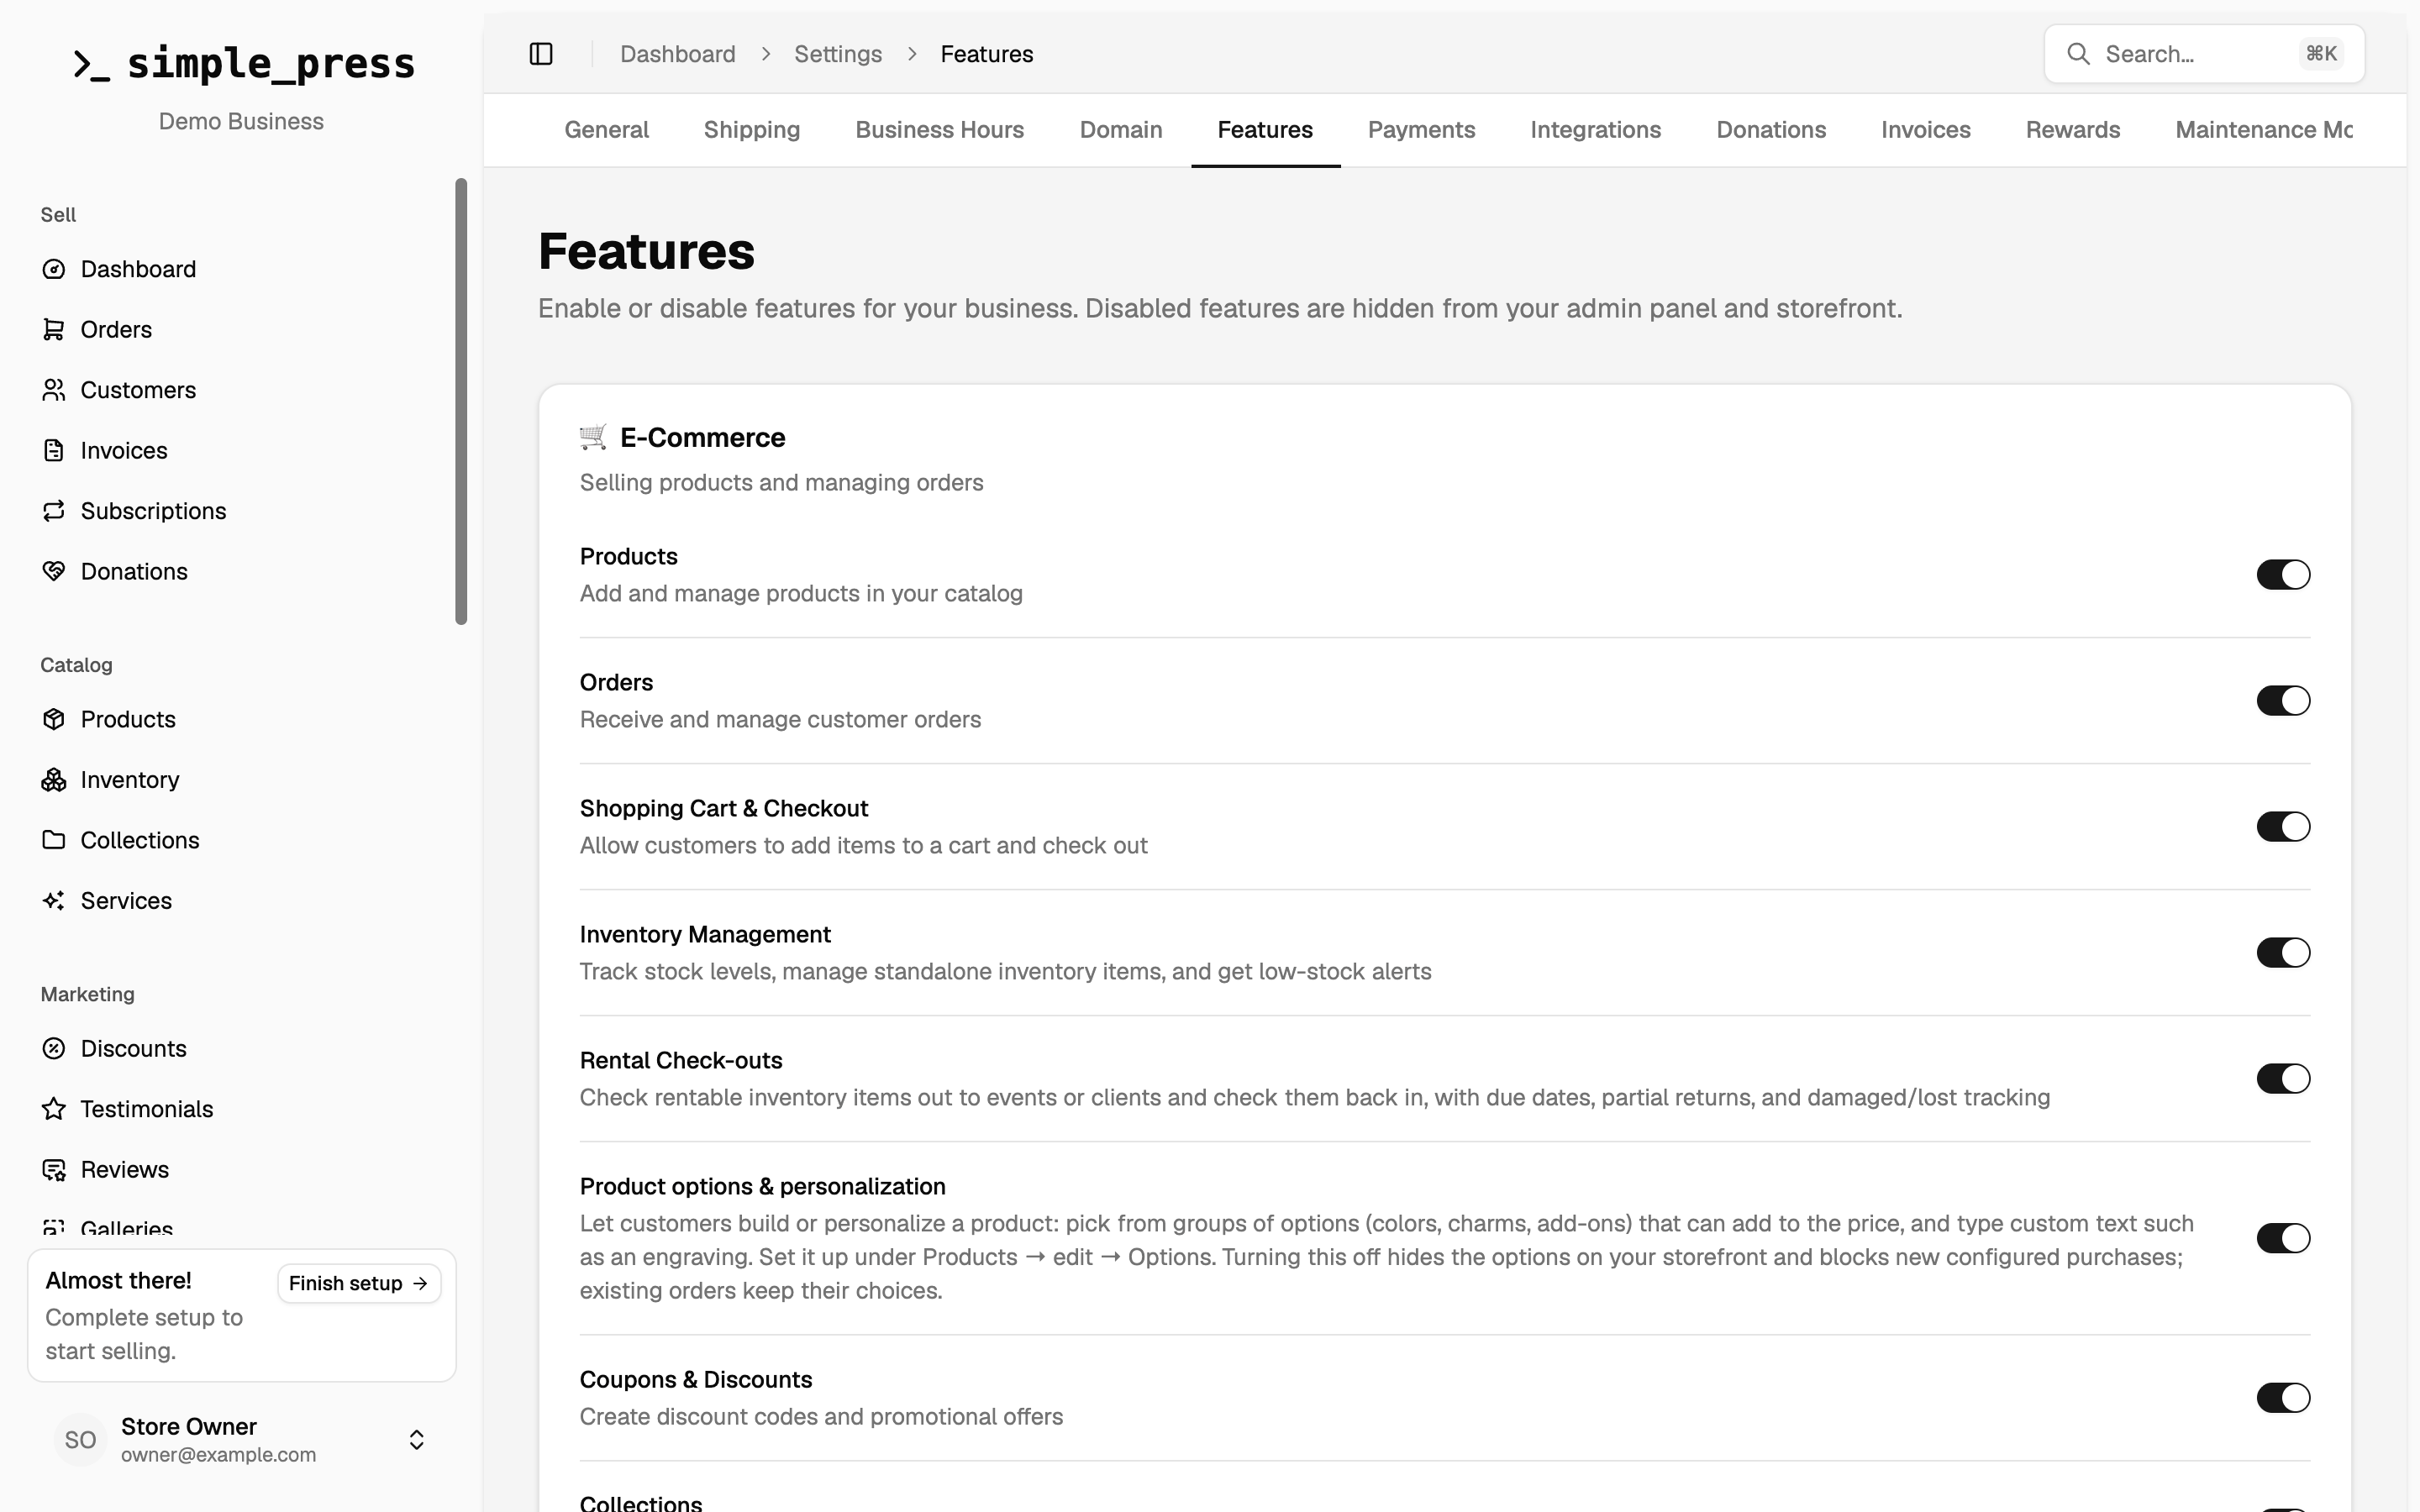 >_ simple_press
Demo Business
Sell
Dashboard
Orders
Customers
Invoices
Subscriptions
Donations
Catalog
Products
Inventory
Collections
Services
Marketing
Discounts
Testimonials
Reviews
Galleries
Almost there!
Finish setup →
Complete setup to
start selling.
SO
Store Owner
owner@example.com
Dashboard > Settings > Features
Search...
⌘K
General Shipping Business Hours Domain Features Payments Integrations Donations Invoices Rewards Maintenance Mo
Features
Enable or disable features for your business. Disabled features are hidden from your admin panel and storefront.
E-Commerce
Selling products and managing orders
Products
Add and manage products in your catalog
Orders
Receive and manage customer orders
Shopping Cart & Checkout
Allow customers to add items to a cart and check out
Inventory Management
Track stock levels, manage standalone inventory items, and get low-stock alerts
Rental Check-outs
Check rentable inventory items out to events or clients and check them back in, with due dates, partial returns, and damaged/lost tracking
Product options & personalization
Let customers build or personalize a product: pick from groups of options (colors, charms, add-ons) that can add to the price, and type custom text such
as an engraving. Set it up under Products → edit → Options. Turning this off hides the options on your storefront and blocks new configured purchases;
existing orders keep their choices.
Coupons & Discounts
Create discount codes and promotional offers
Collections